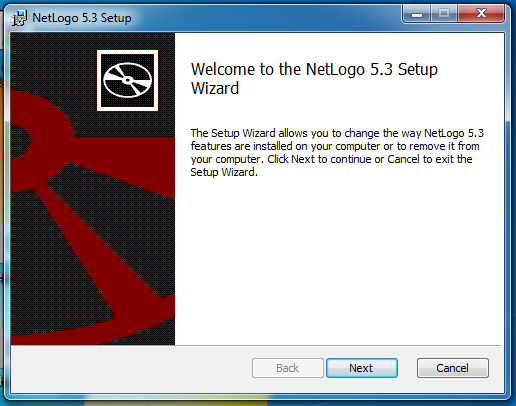 NetLogo 5.3 Setup
Welcome to the NetLogo 5.3 Setup
Wizard
The Setup Wizard allows you to change the way NetLogo 5.3
features are installed on your computer or to remove it from
your computer. Click Next to continue or Cancel to exit the
Setup Wizard.
Back Next Cancel